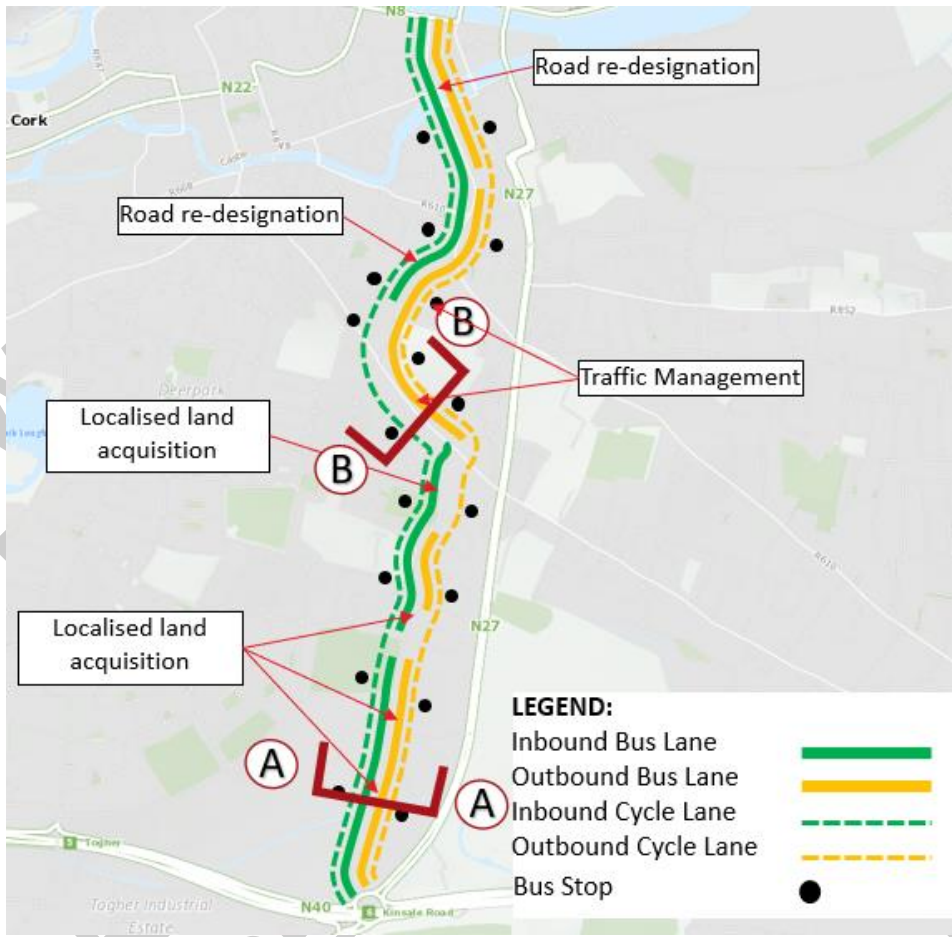 N8
Road re-designation
N22
Cork
N27
Road re-designation
R610
R608
R852
B
Traffic Management
Deerpark
Localised land
acquisition
B
R610
Localised land
acquisition
N27
A
A
LEGEND:
Inbound Bus Lane
Outbound Bus Lane
Inbound Cycle Lane
Outbound Cycle Lane
Bus Stop
Togher
Togher Industrial
Estate
N40
Kinsale Road